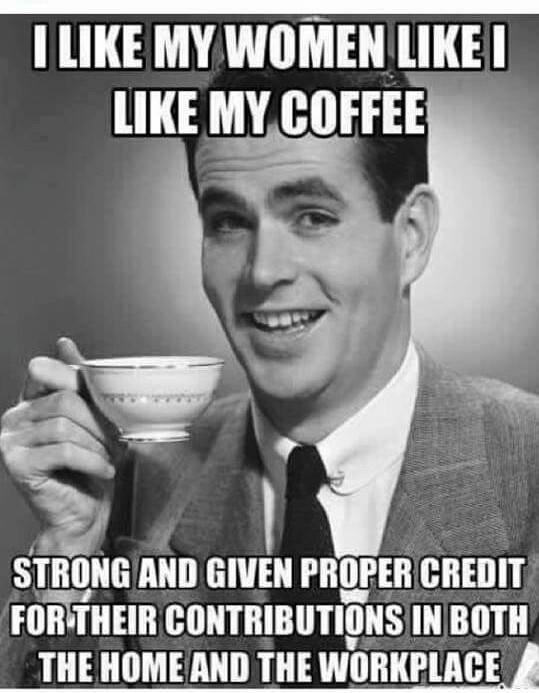 I LIKE MY WOMEN LIKE I
LIKE MY COFFEE
STRONG AND GIVEN PROPER CREDIT
FOR THEIR CONTRIBUTIONS IN BOTH
THE HOME AND THE WORKPLACE